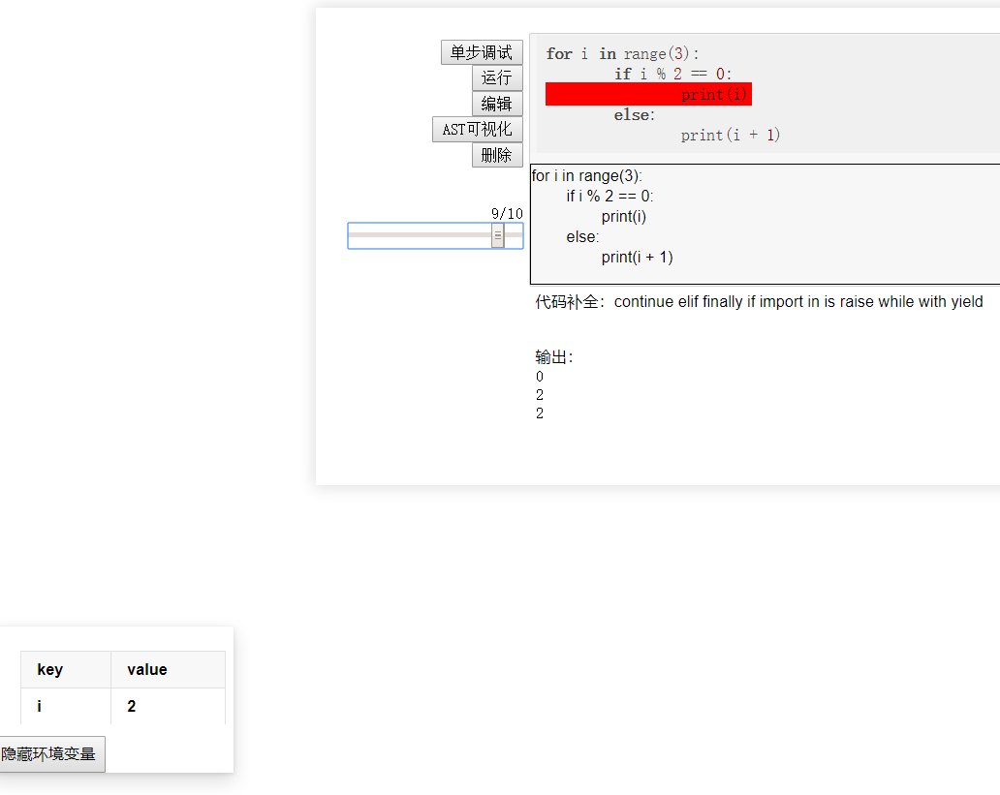 单步调试
运行
编辑
AST可视化
删除
9/10
for i in range(3):
if i % 2 == 0:
print(i)
else:
print(i + 1)
for i in range(3):
if i % 2 == 0:
print(i)
else:
print(i + 1)
代码补全：continue elif finally if import in is raise while with yield
输出：
0
2
2
key value
i 2
隐藏环境变量